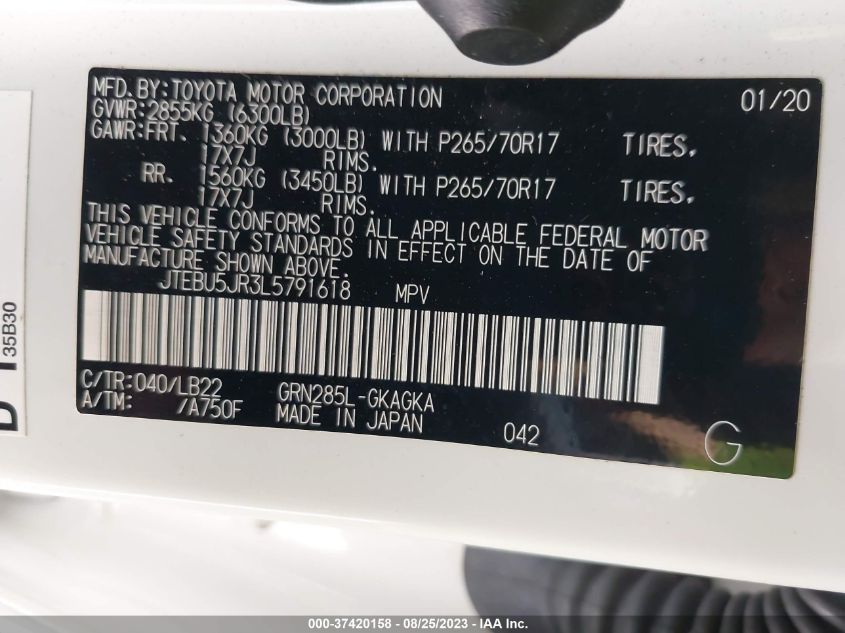 MFD.BY:TOYOTA MOTOR CORPORATION 01/20
GVWR:2855KG (6300LB)
GAWR:FRT. 1360KG (3000LB) WITH P265/70R17 TIRES.
17X7J RIMS.
RR. 1560KG (3450LB) WITH P265/70R17 TIRES.
17X7J RIMS.
THIS VEHICLE CONFORMS TO ALL APPLICABLE FEDERAL MOTOR
VEHICLE SAFETY STANDARDS IN EFFECT ON THE DATE OF
MANUFACTURE SHOWN ABOVE.
JTEBU5JR3L5791618 MPV
C/TR:040/LB22 GRN285L-GKAGKA
A/TM: /A750F MADE IN JAPAN 042
G
35B30
000-37420158 - 08/25/2023 - IAA Inc.